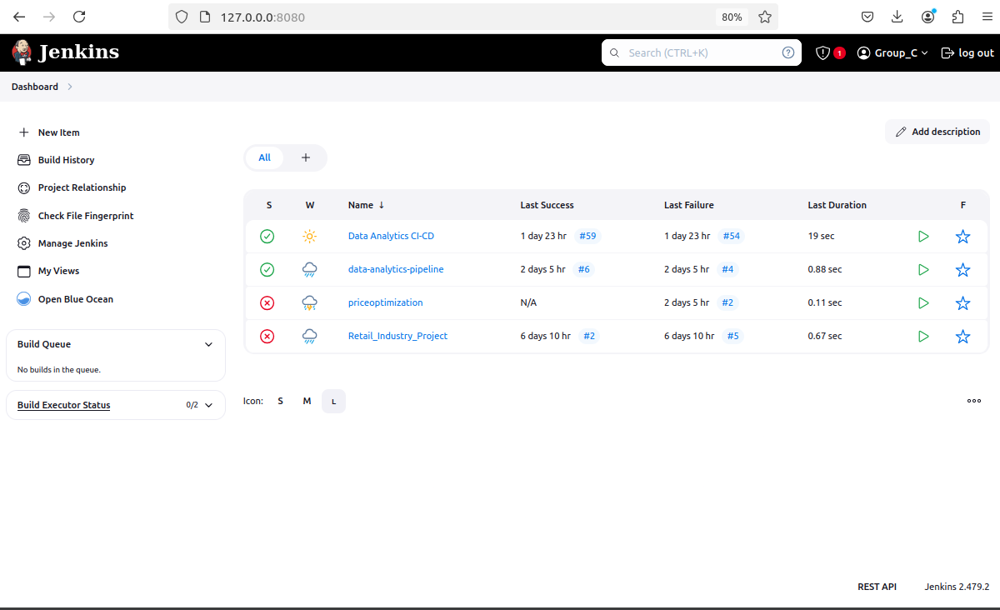 127.0.0.0:8080 80%
Jenkins Search (CTRL+K) ? 1 Group_C log out
Dashboard
New Item
Build History
Project Relationship
Check File Fingerprint
Manage Jenkins
My Views
Open Blue Ocean
Build Queue
No builds in the queue.
Build Executor Status 0/2
Add description
All +
S W Name ↓ Last Success Last Failure Last Duration F
Data Analytics CI-CD 1 day 23 hr #59 1 day 23 hr #54 19 sec
data-analytics-pipeline 2 days 5 hr #6 2 days 5 hr #4 0.88 sec
priceoptimization N/A 2 days 5 hr #2 0.11 sec
Retail_Industry_Project 6 days 10 hr #2 6 days 10 hr #5 0.67 sec
Icon: S M L
REST API Jenkins 2.479.2